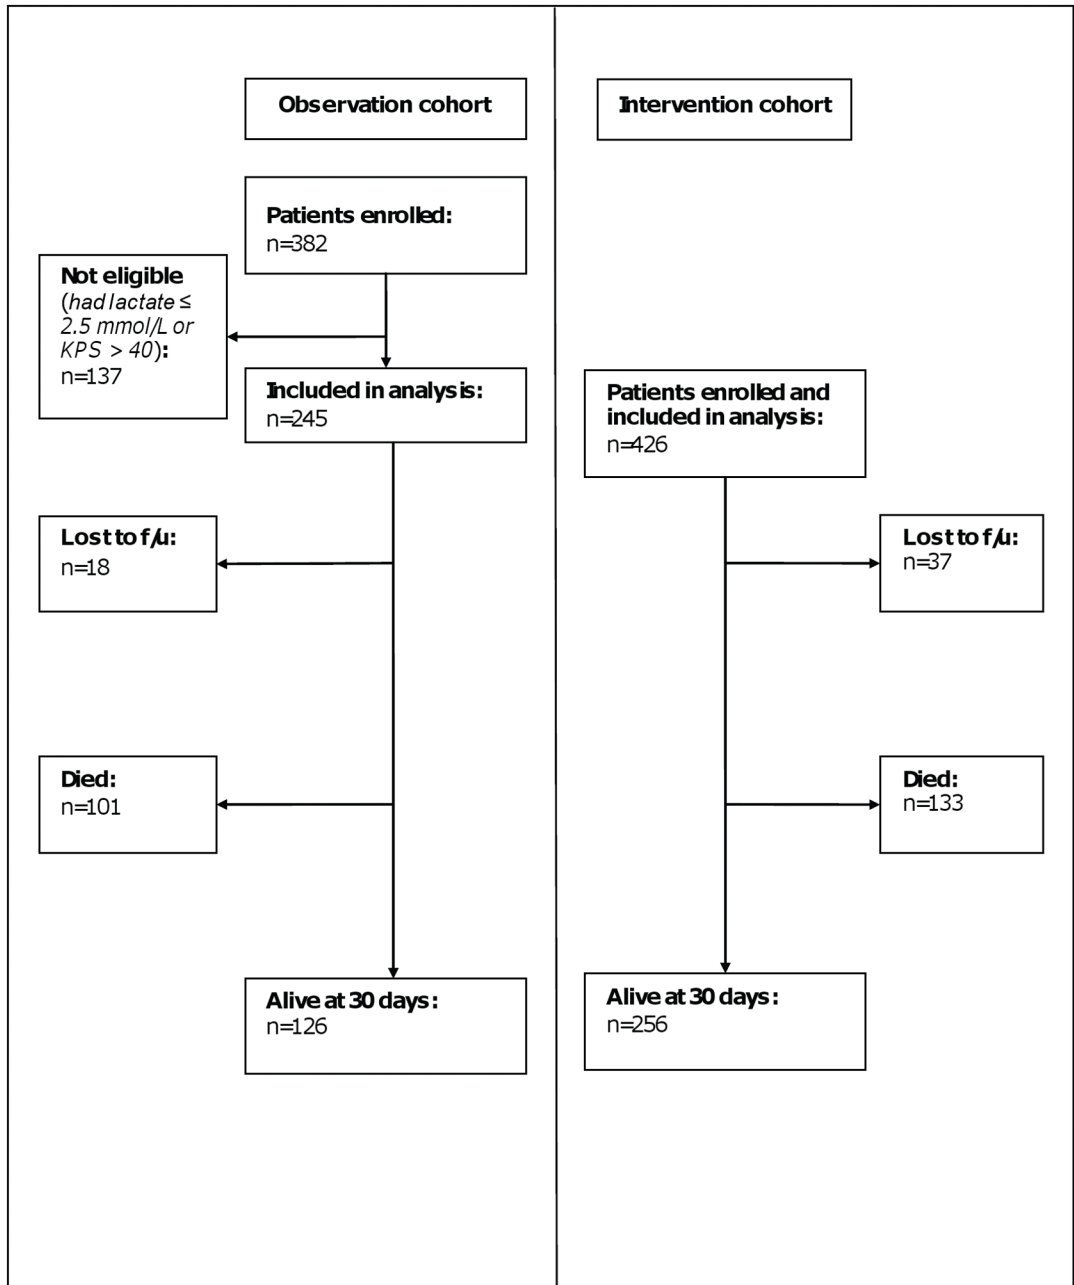 Observation cohort
Intervention cohort
Patients enrolled:
n=382
Not eligible
(had lactate ≤
2.5 mmol/L or
KPS > 40):
n=137
Included in analysis:
n=245
Patients enrolled and
included in analysis:
n=426
Lost to f/u:
n=18
Lost to f/u:
n=37
Died:
n=101
Died:
n=133
Alive at 30 days:
n=126
Alive at 30 days:
n=256